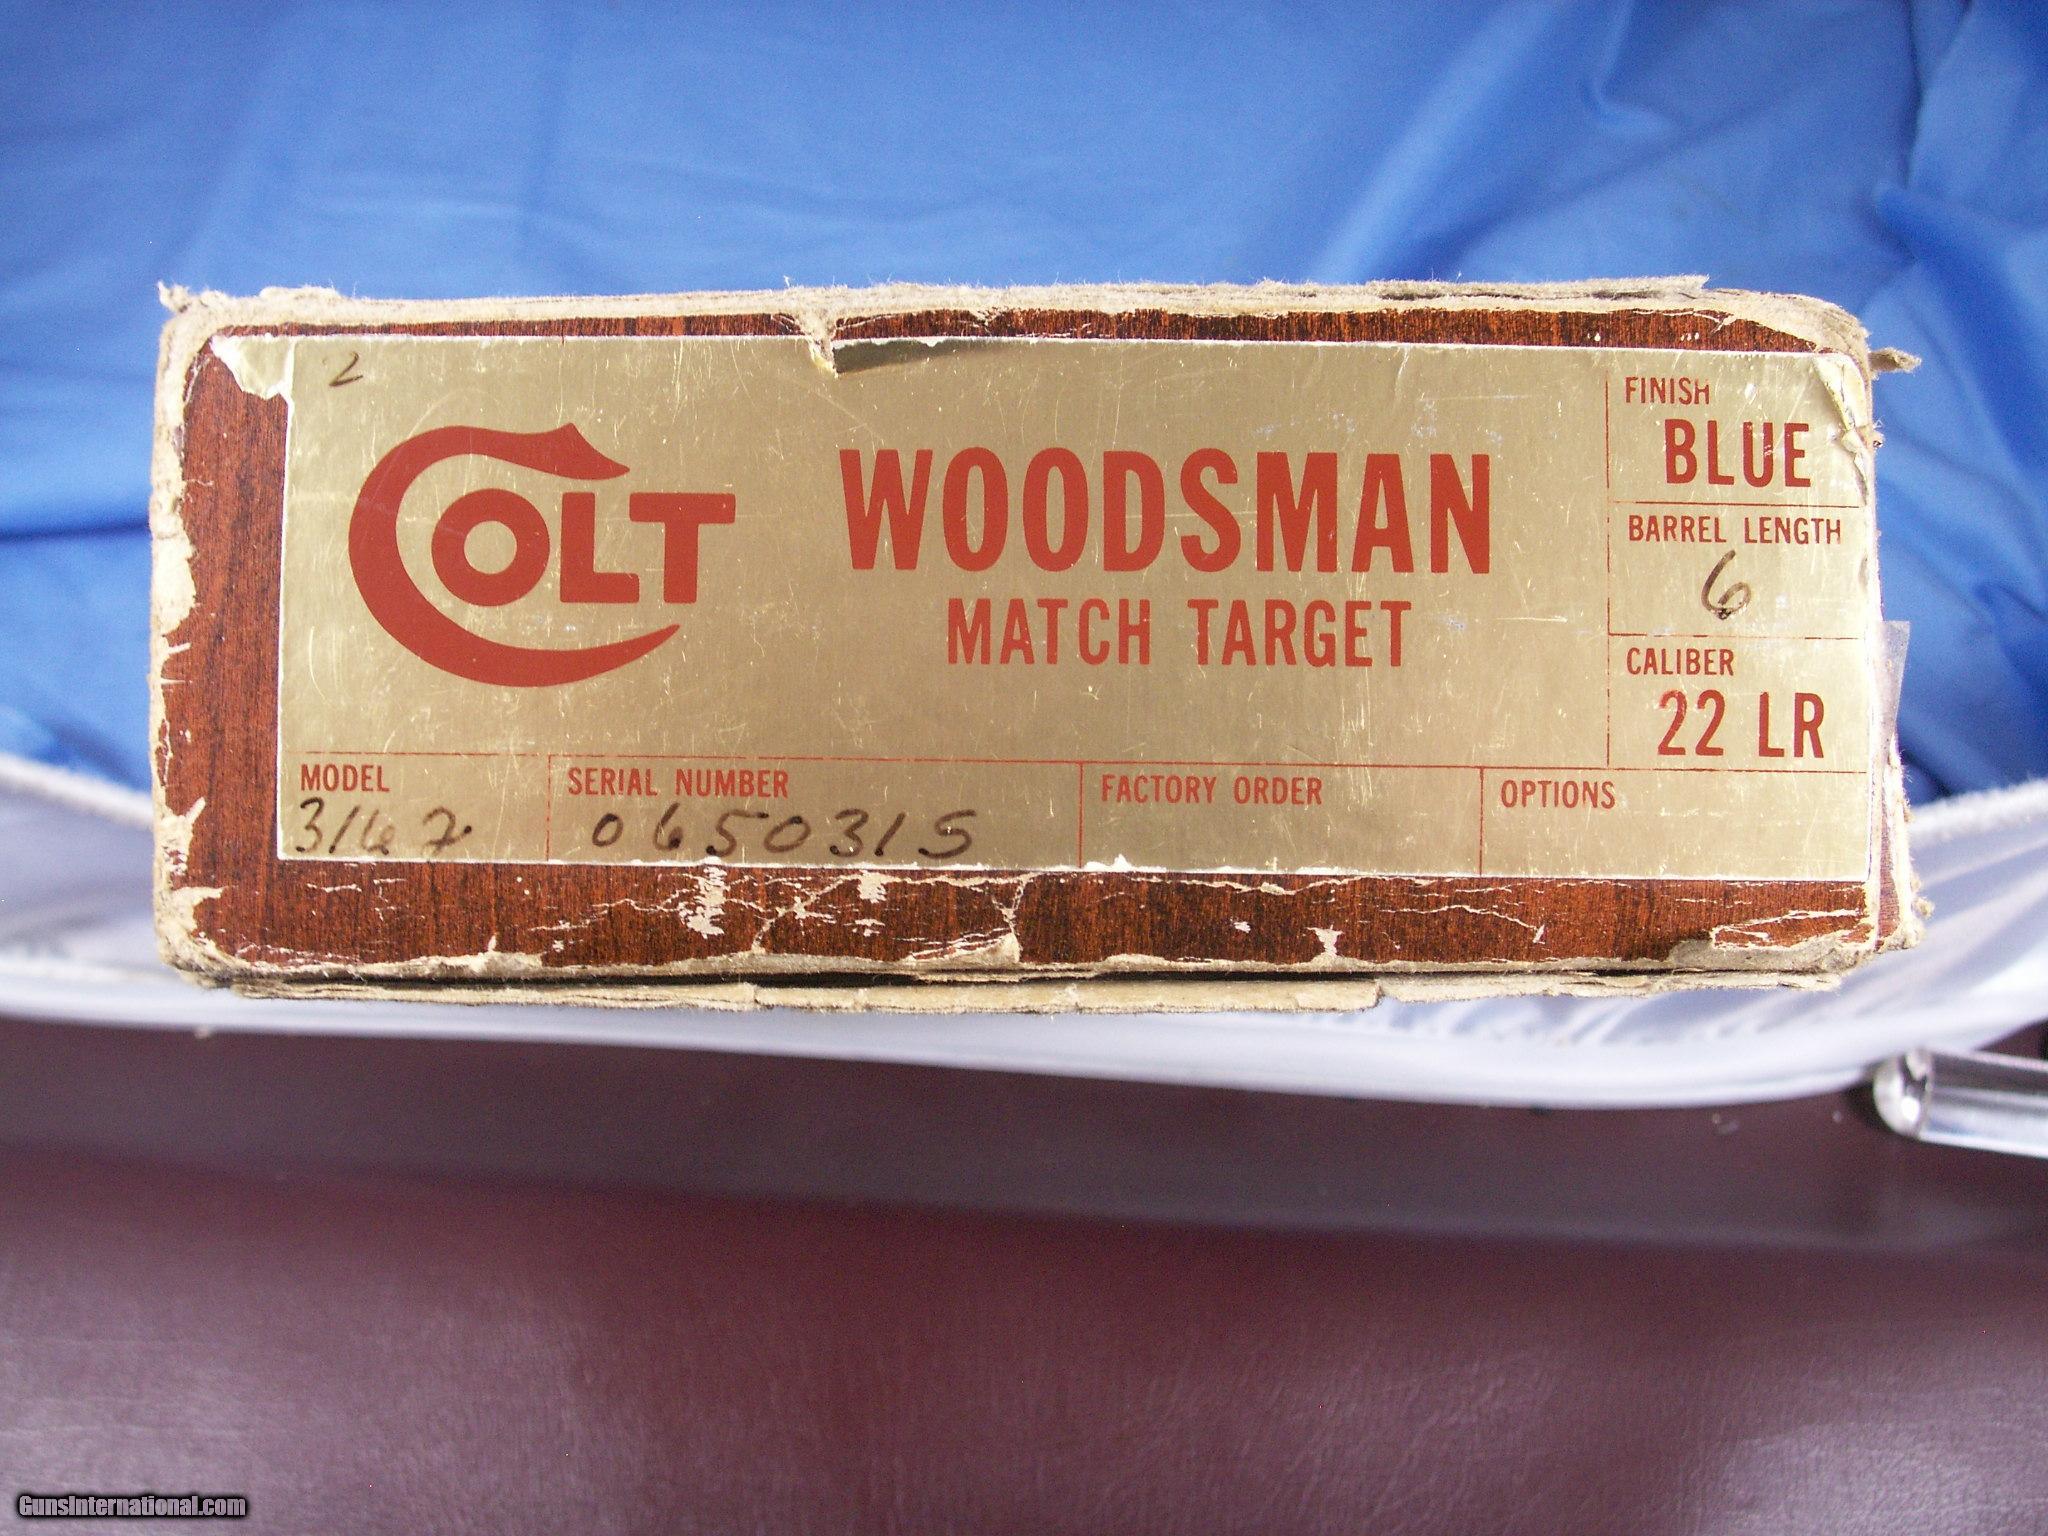 2
COLT
WOODSMAN
MATCH TARGET
FINISH
BLUE
BARREL LENGTH
6
CALIBER
22 LR
MODEL
3167
SERIAL NUMBER
065031S
FACTORY ORDER
OPTIONS
GunsInternational.com